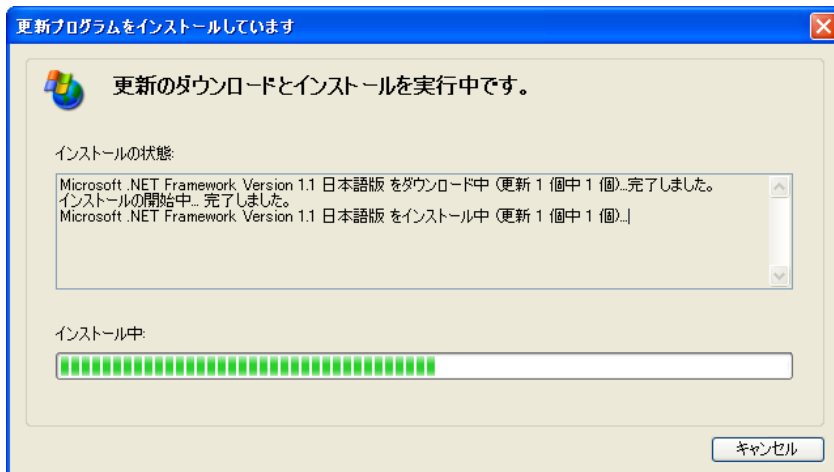 更新プログラムをインストールしています
更新のダウンロードとインストールを実行中です。
インストールの状態:
Microsoft .NET Framework Version 1.1 日本語版 をダウンロード中 (更新 1 個中 1 個)...完了しました。
インストールの開始中... 完了しました。
Microsoft .NET Framework Version 1.1 日本語版 をインストール中 (更新 1 個中 1 個)...
インストール中:
キャンセル